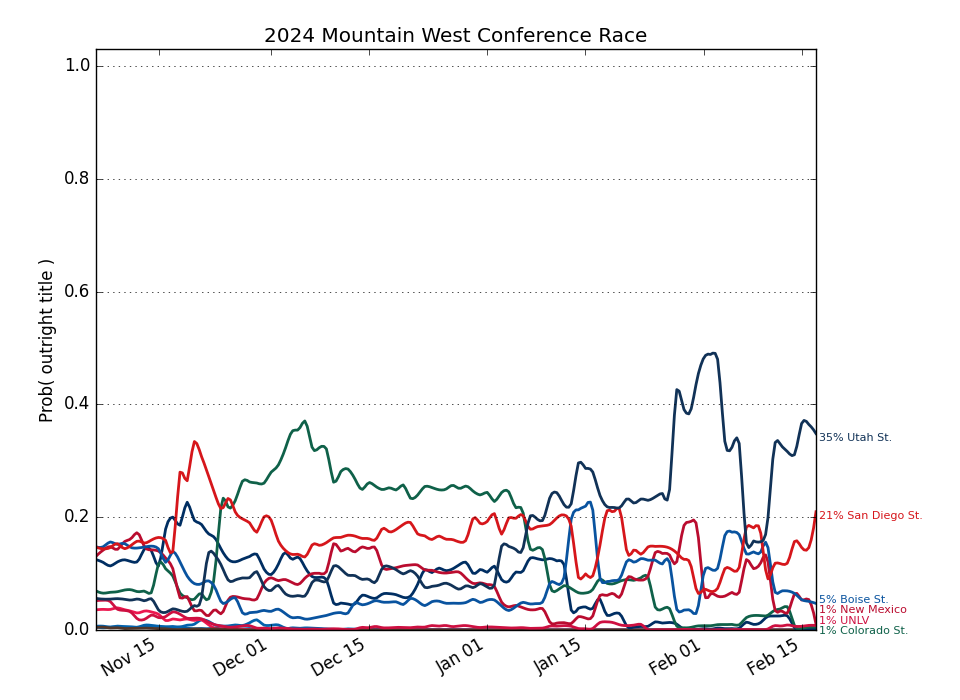 2024 Mountain West Conference Race
Prob( outright title )
1.0
0.8
0.6
0.4
0.2
0.0
Nov 15
Dec 01
Dec 15
Jan 01
Jan 15
Feb 01
Feb 15
35% Utah St.
21% San Diego St.
5% Boise St.
1% New Mexico
1% UNLV
1% Colorado St.